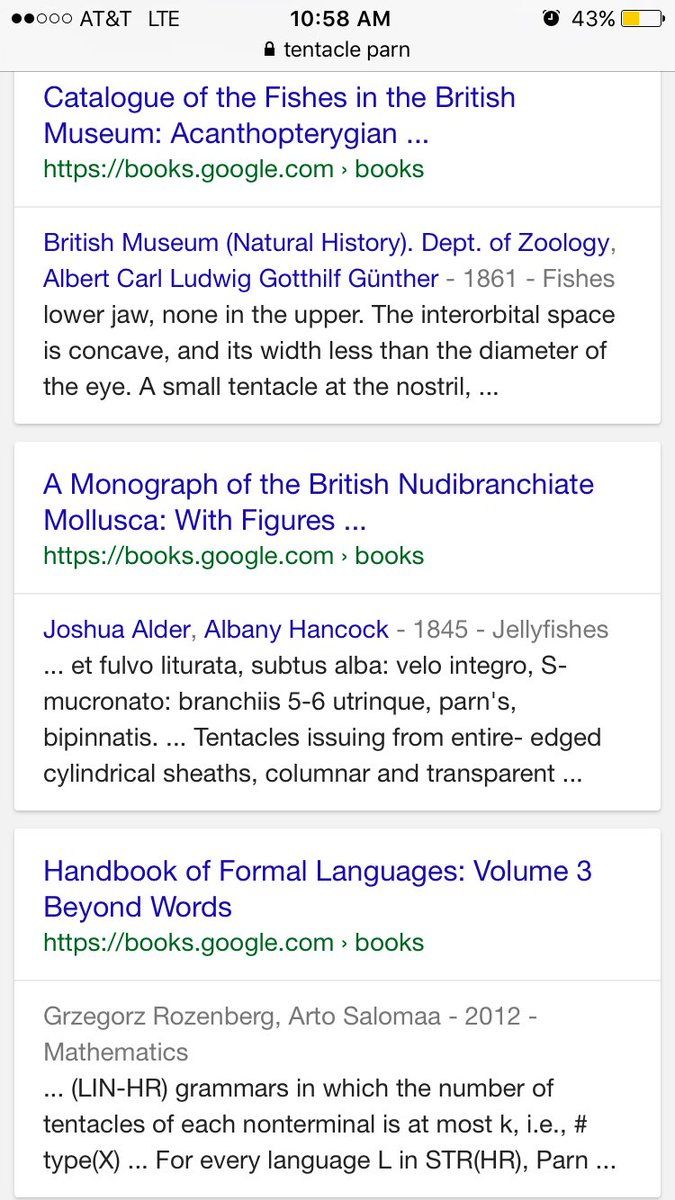 AT&T LTE 10:58 AM 43%
tentacle parn
Catalogue of the Fishes in the British
Museum: Acanthopterygian ...
https://books.google.com › books
British Museum (Natural History). Dept. of Zoology,
Albert Carl Ludwig Gotthilf Günther - 1861 - Fishes
lower jaw, none in the upper. The interorbital space
is concave, and its width less than the diameter of
the eye. A small tentacle at the nostril, ...
A Monograph of the British Nudibranchiate
Mollusca: With Figures ...
https://books.google.com › books
Joshua Alder, Albany Hancock - 1845 - Jellyfishes
... et fulvo liturata, subtus alba: velo integro, S-
mucronato: branchiis 5-6 utrinque, parn's,
bipinnatis. ... Tentacles issuing from entire- edged
cylindrical sheaths, columnar and transparent ...
Handbook of Formal Languages: Volume 3
Beyond Words
https://books.google.com › books
Grzegorz Rozenberg, Arto Salomaa - 2012 -
Mathematics
... (LIN-HR) grammars in which the number of
tentacles of each nonterminal is at most k, i.e., #
type(X) ... For every language L in STR(HR), Parn ...